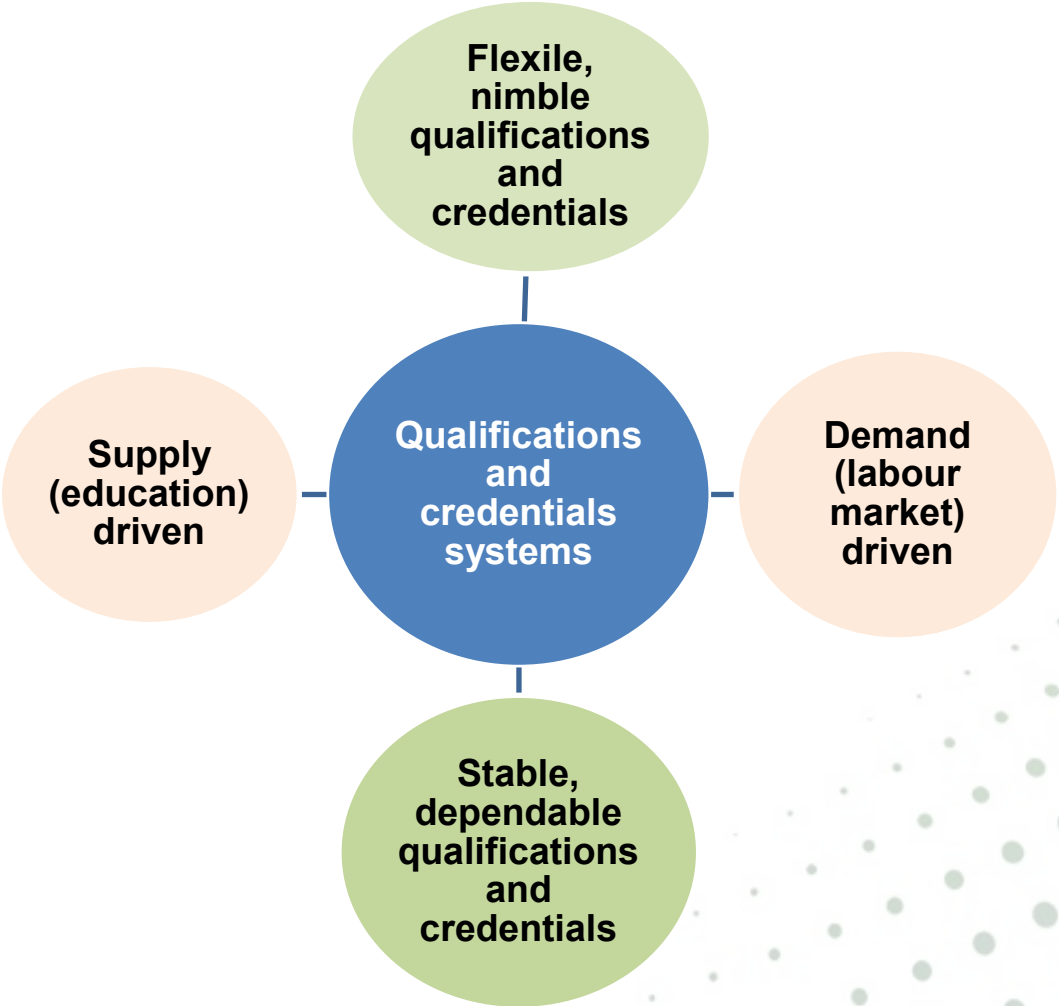 Flexile,
nimble
qualifications
and
credentials
Supply
(education)
driven
Qualifications
and
credentials
systems
Demand
(labour
market)
driven
Stable,
dependable
qualifications
and
credentials